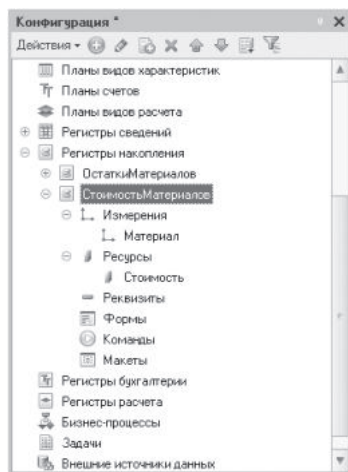 Конфигурация *
Действия
Планы видов характеристик
Планы счетов
Планы видов расчета
Регистры сведений
Регистры накопления
ОстаткиМатериалов
СтоимостьМатериалов
Измерения
Материал
Ресурсы
Стоимость
Реквизиты
Формы
Команды
Макеты
Регистры бухгалтерии
Регистры расчета
Бизнес-процессы
Задачи
Внешние источники данных